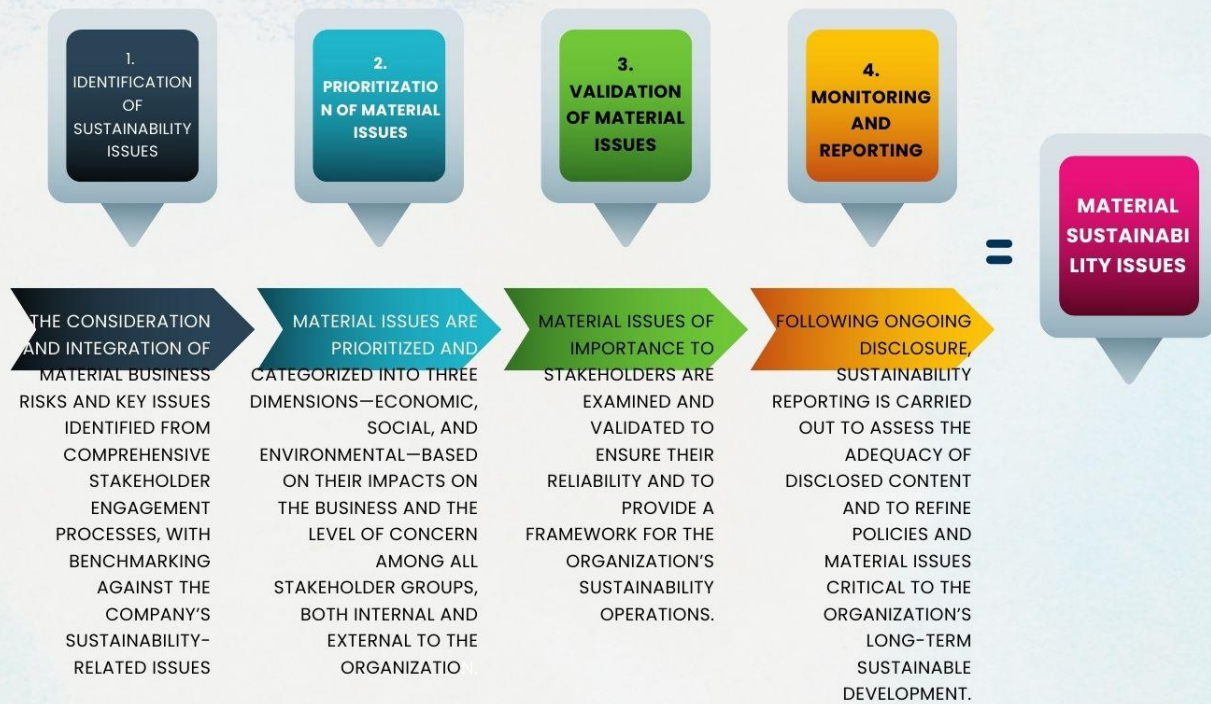 1.
IDENTIFICATION
OF
SUSTAINABILITY
ISSUES
2.
PRIORITIZATIO
N OF MATERIAL
ISSUES
3.
VALIDATION
OF MATERIAL
ISSUES
4.
MONITORING
AND
REPORTING
=
MATERIAL
SUSTAINABI
LITY ISSUES
THE CONSIDERATION
AND INTEGRATION OF
MATERIAL BUSINESS
RISKS AND KEY ISSUES
IDENTIFIED FROM
COMPREHENSIVE
STAKEHOLDER
ENGAGEMENT
PROCESSES, WITH
BENCHMARKING
AGAINST THE
COMPANY'S
SUSTAINABILITY-
RELATED ISSUES
MATERIAL ISSUES ARE
PRIORITIZED AND
CATEGORIZED INTO THREE
DIMENSIONS—ECONOMIC,
SOCIAL, AND
ENVIRONMENTAL—BASED
ON THEIR IMPACTS ON
THE BUSINESS AND THE
LEVEL OF CONCERN
AMONG ALL
STAKEHOLDER GROUPS,
BOTH INTERNAL AND
EXTERNAL TO THE
ORGANIZATION.
MATERIAL ISSUES OF
IMPORTANCE TO
STAKEHOLDERS ARE
EXAMINED AND
VALIDATED TO
ENSURE THEIR
RELIABILITY AND TO
PROVIDE A
FRAMEWORK FOR THE
ORGANIZATION'S
SUSTAINABILITY
OPERATIONS.
FOLLOWING ONGOING
DISCLOSURE,
SUSTAINABILITY
REPORTING IS CARRIED
OUT TO ASSESS THE
ADEQUACY OF
DISCLOSED CONTENT
AND TO REFINE
POLICIES AND
MATERIAL ISSUES
CRITICAL TO THE
ORGANIZATION'S
LONG-TERM
SUSTAINABLE
DEVELOPMENT.